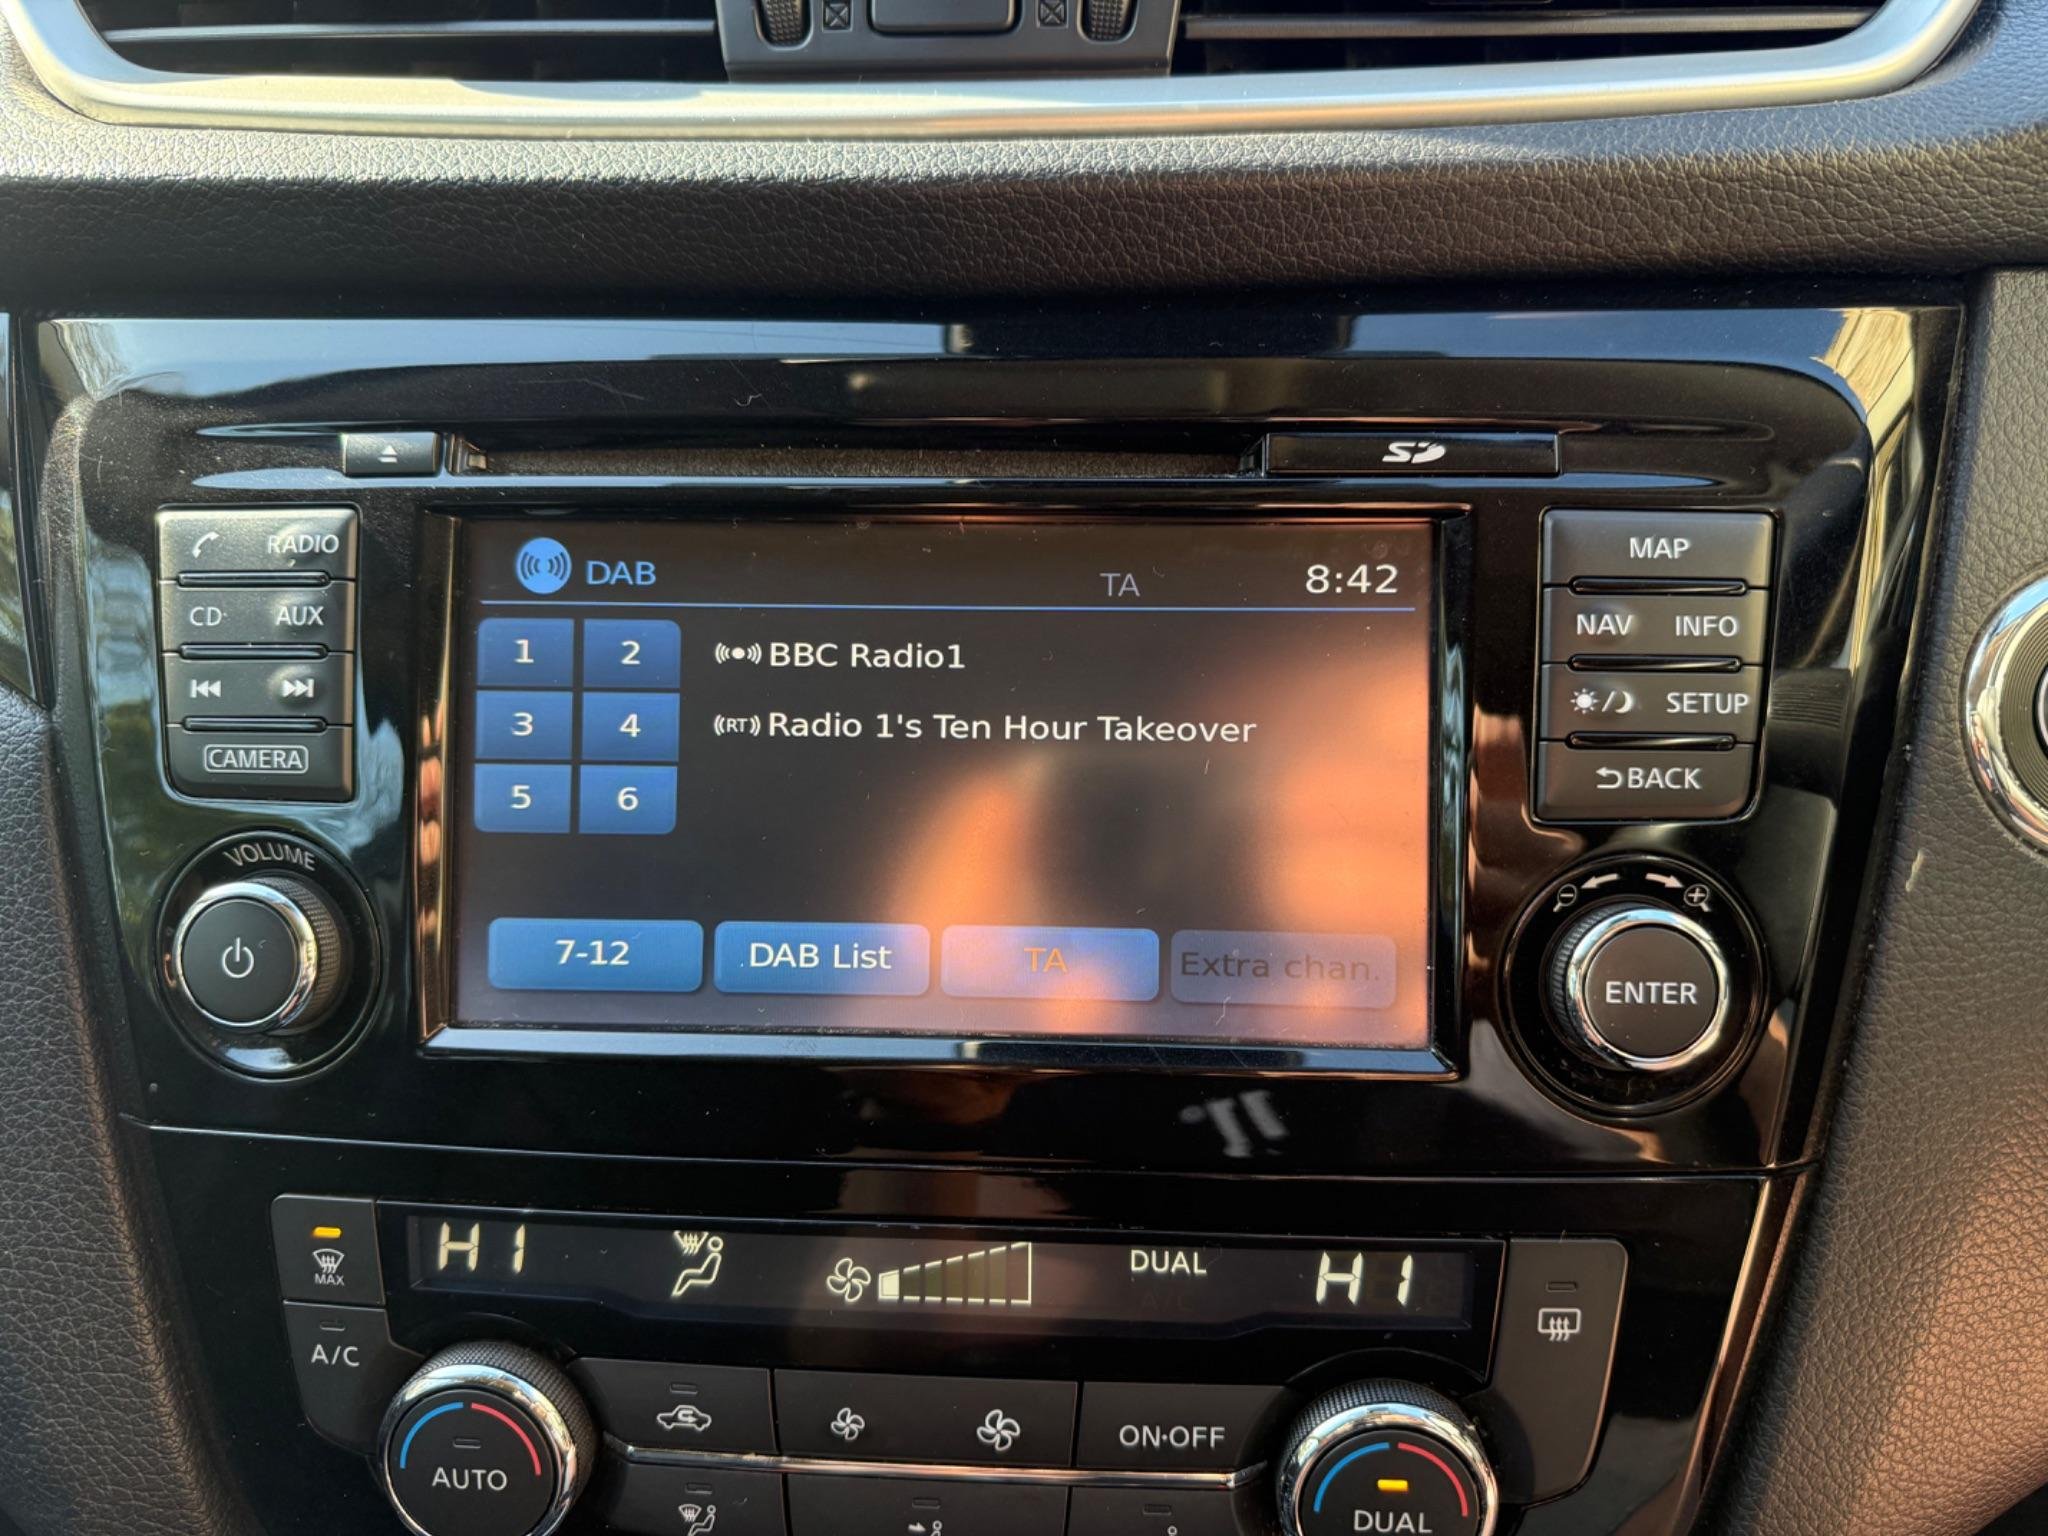 SD
RADIO
CD AUX
CAMERA
VOLUME
DAB TA 8:42
1 2
3 4
5 6
BBC Radio1
RT Radio 1's Ten Hour Takeover
7-12 DAB List TA Extra chan.
MAP
NAV INFO
SETUP
BACK
ENTER
MAX
A/C
HI DUAL HI
A/C
AUTO
ON•OFF
DUAL